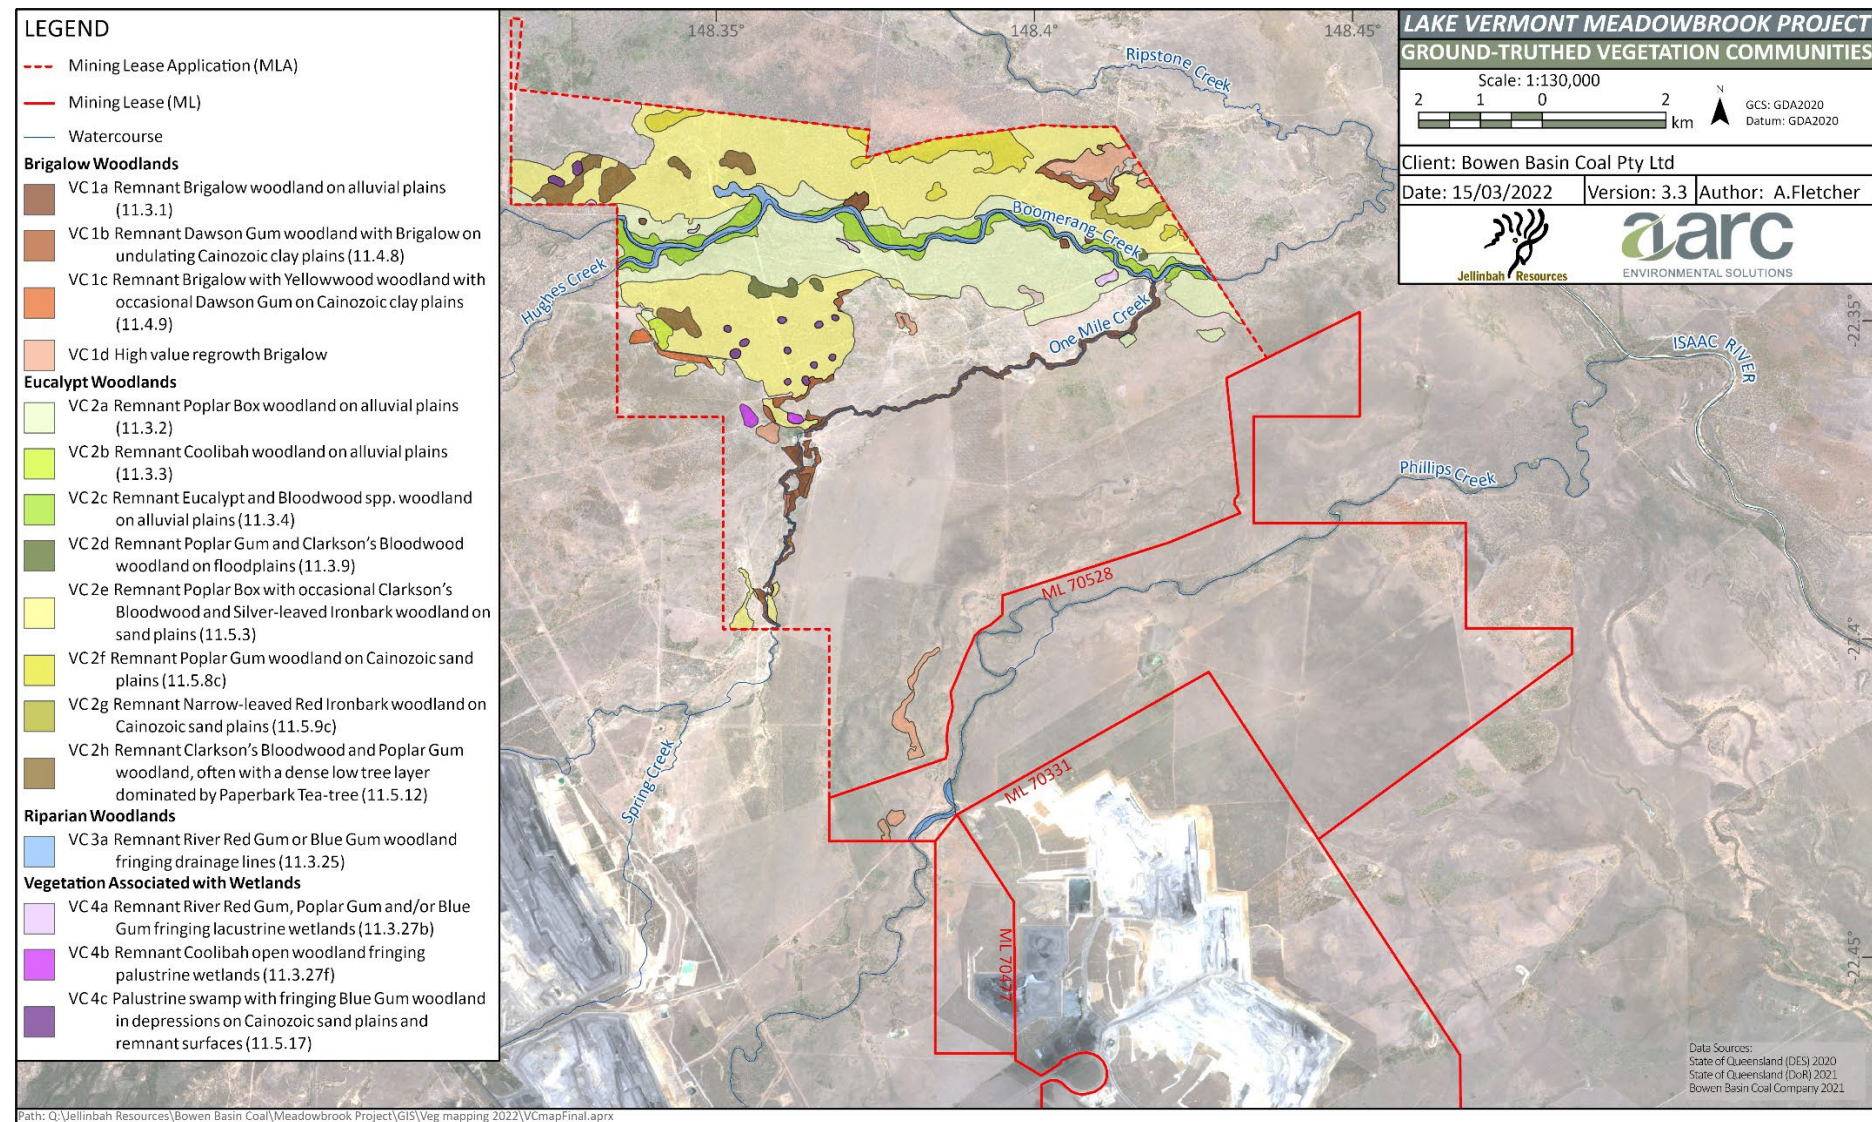 LEGEND
Mining Lease Application (MLA)
Mining Lease (ML)
Watercourse
Brigalow Woodlands
VC 1a Remnant Brigalow woodland on alluvial plains
(11.3.1)
VC 1b Remnant Dawson Gum woodland with Brigalow on
undulating Cainozoic clay plains (11.4.8)
VC 1c Remnant Brigalow with Yellowwood woodland with
occasional Dawson Gum on Cainozoic clay plains
(11.4.9)
VC 1d High value regrowth Brigalow
Eucalypt Woodlands
VC 2a Remnant Poplar Box woodland on alluvial plains
(11.3.2)
VC 2b Remnant Coolibah woodland on alluvial plains
(11.3.3)
VC 2c Remnant Eucalypt and Bloodwood spp. woodland
on alluvial plains (11.3.4)
VC 2d Remnant Poplar Gum and Clarkson's Bloodwood
woodland on floodplains (11.3.9)
VC 2e Remnant Poplar Box with occasional Clarkson's
Bloodwood and Silver-leaved Ironbark woodland on
sand plains (11.5.3)
VC 2f Remnant Poplar Gum woodland on Cainozoic sand
plains (11.5.8c)
VC 2g Remnant Narrow-leaved Red Ironbark woodland on
Cainozoic sand plains (11.5.9c)
VC 2h Remnant Clarkson's Bloodwood and Poplar Gum
woodland, often with a dense low tree layer
dominated by Paperbark Tea-tree (11.5.12)
Riparian Woodlands
VC 3a Remnant River Red Gum or Blue Gum woodland
fringing drainage lines (11.3.25)
Vegetation Associated with Wetlands
VC 4a Remnant River Red Gum, Poplar Gum and/or Blue
Gum fringing lacustrine wetlands (11.3.27b)
VC 4b Remnant Coolibah open woodland fringing
palustrine wetlands (11.3.27f)
VC 4c Palustrine swamp with fringing Blue Gum woodland
in depressions on Cainozoic sand plains and
remnant surfaces (11.5.17)
148.35°
148.4°
148.45°
Ripstone Creek
Boomerang Creek
Hughes Creek
One Mile Creek
ISAAC RIVER
Phillips Creek
Spring Creek
ML 70528
ML 70331
ML 70477
-22.35°
-22.4°
-22.45°
LAKE VERMONT MEADOWBROOK PROJECT
GROUND-TRUTHED VEGETATION COMMUNITIES
Scale: 1:130,000
2 1 0 2
km
N
GCS: GDA2020
Datum: GDA2020
Client: Bowen Basin Coal Pty Ltd
Date: 15/03/2022 Version: 3.3 Author: A.Fletcher
Jellinbah Resources
aarc
ENVIRONMENTAL SOLUTIONS
Data Sources:
State of Queensland (DES) 2020
State of Queensland (DoR) 2021
Bowen Basin Coal Company 2021
Path: Q:\Jellinbah Resources\Bowen Basin Coal\Meadowbrook Project\GIS\Veg mapping 2022\VCmapFinal.aprx